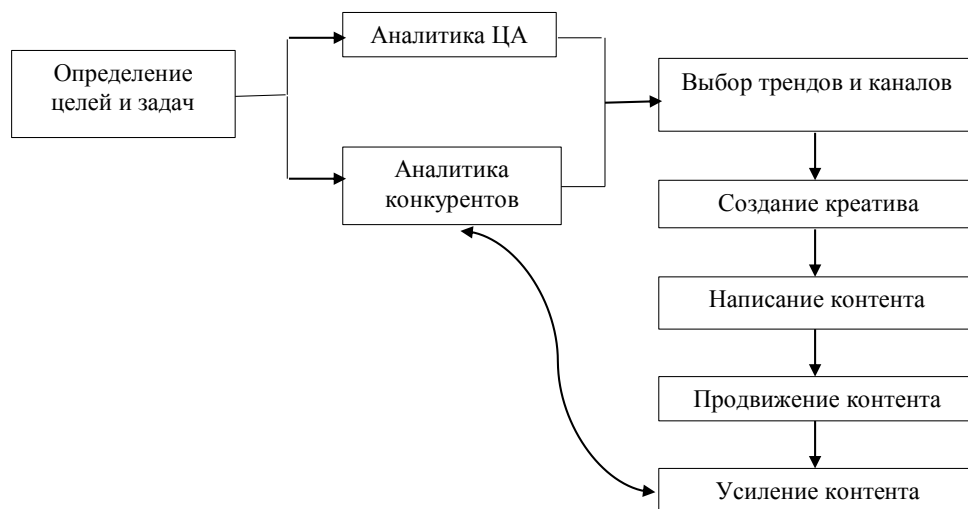 Определение
целей и задач
Аналитика ЦА
Аналитика
конкурентов
Выбор трендов и каналов
Создание креатива
Написание контента
Продвижение контента
Усиление контента